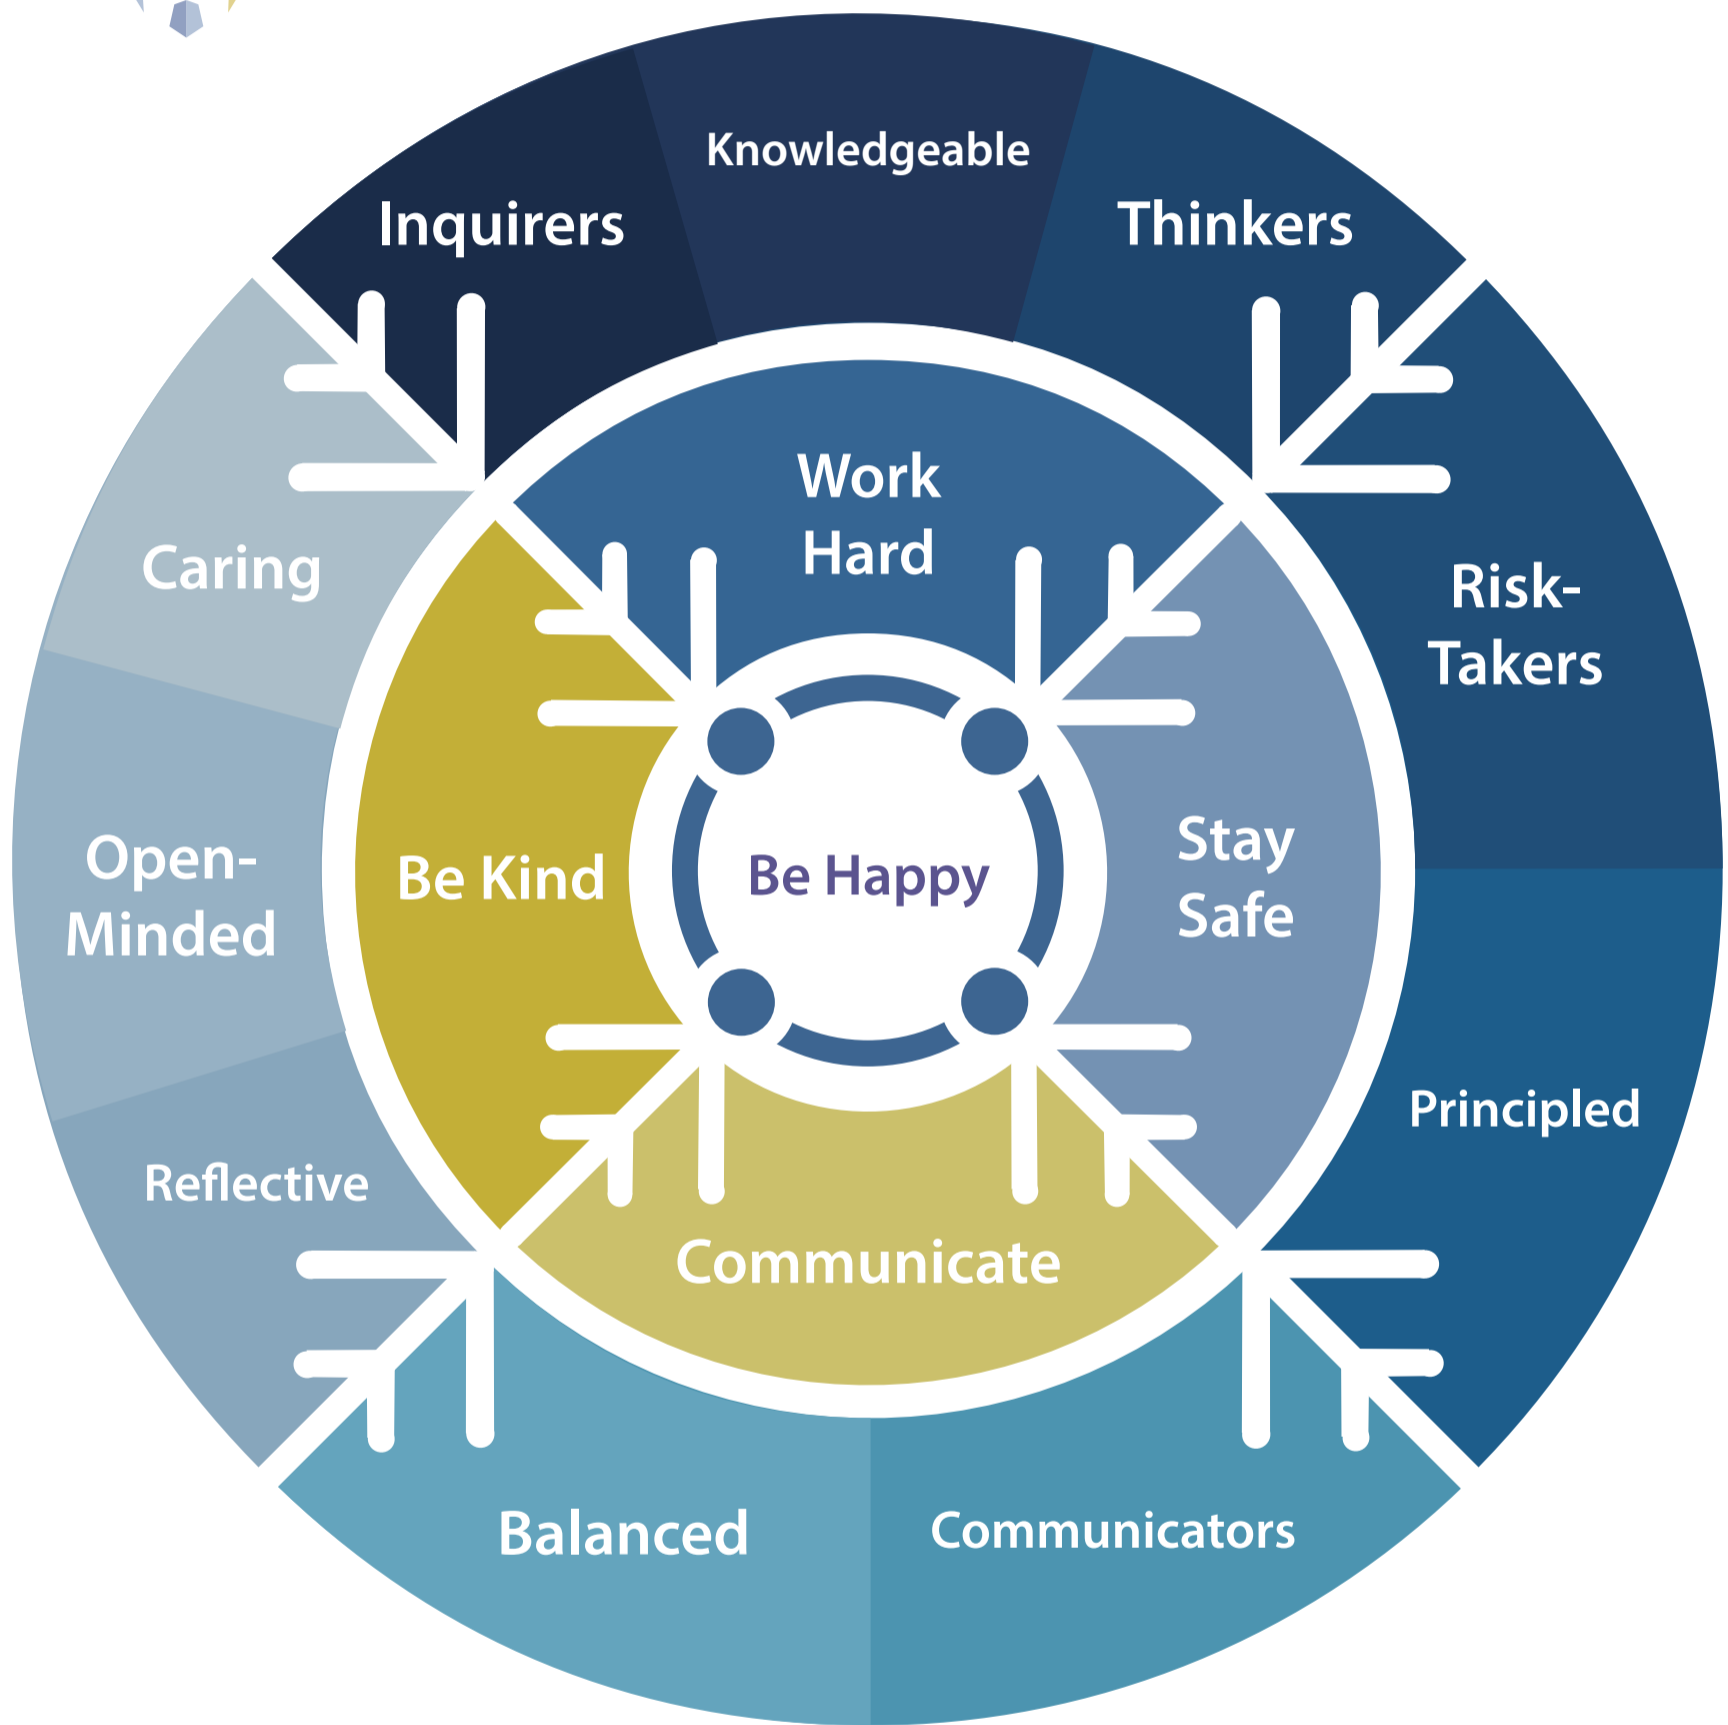 Knowledgeable
Inquirers
Thinkers
Work
Hard
Caring
Risk-
Takers
Open-
Minded
Be Kind
Be Happy
Stay
Safe
Principled
Reflective
Communicate
Balanced
Communicators